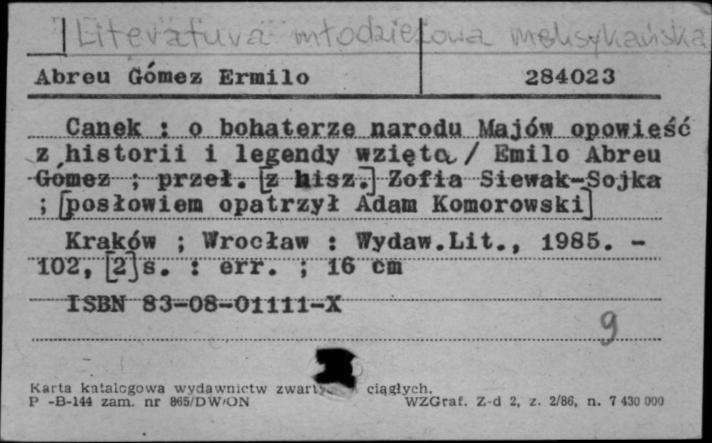 Literatura młodzieżowa meksykańska
Abreu Gómez Ermilo 284023
Canek : o bohaterze narodu Majów opowieść
z historii i legendy wzięta / Emilo Abreu
Gómez ; przeł. [z hisz.] Zofia Siewak-Sojka
; [posłowiem opatrzył Adam Komorowski]
Kraków ; Wrocław : Wydaw.Lit., 1985. -
102, [2] s. : err. ; 16 cm
ISBN 83-08-01111-X
9
Karta katalogowa wydawnictw ciągłych.
P -B-144 zam. nr 865/DW/ON WZGraf. Z-d 2, z. 2/86, n. 7 430 000